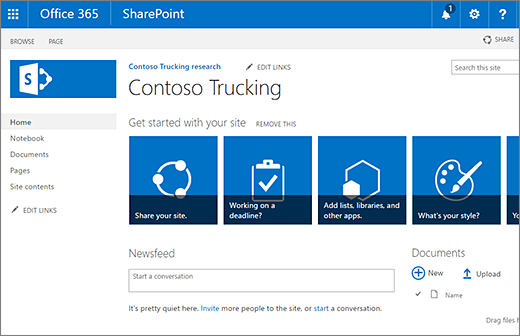 Office 365
SharePoint
1
?
BROWSE
PAGE
SHARE
S
Contoso Trucking research
EDIT LINKS
Search this site
Contoso Trucking
Home
Notebook
Documents
Pages
Site contents
EDIT LINKS
Get started with your site
REMOVE THIS
Share your site.
Working on a
deadline?
Add lists, libraries, and
other apps.
What's your style?
Yo
Newsfeed
Start a conversation
It's pretty quiet here. Invite more people to the site, or start a conversation.
Documents
New
Upload
Name
Drag files h